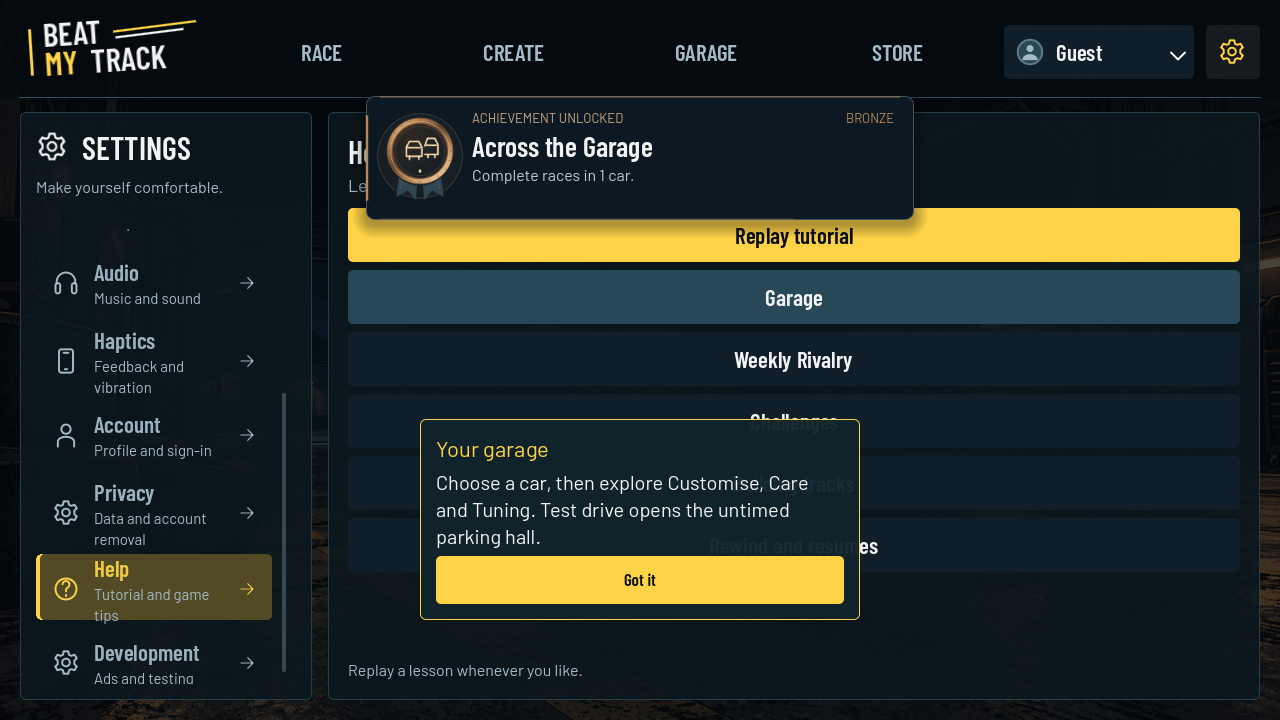 BEAT
MY TRACK
RACE
CREATE
GARAGE
STORE
Guest
SETTINGS
Make yourself comfortable.
Audio
Music and sound
Haptics
Feedback and
vibration
Account
Profile and sign-in
Privacy
Data and account
removal
Help
Tutorial and game
tips
Development
Ads and testing
ACHIEVEMENT UNLOCKED
BRONZE
Across the Garage
Complete races in 1 car.
Replay tutorial
Garage
Weekly Rivalry
Challenges
Rewind and resumes
Your garage
Choose a car, then explore Customise, Care
and Tuning. Test drive opens the untimed
parking hall.
Got it
Replay a lesson whenever you like.